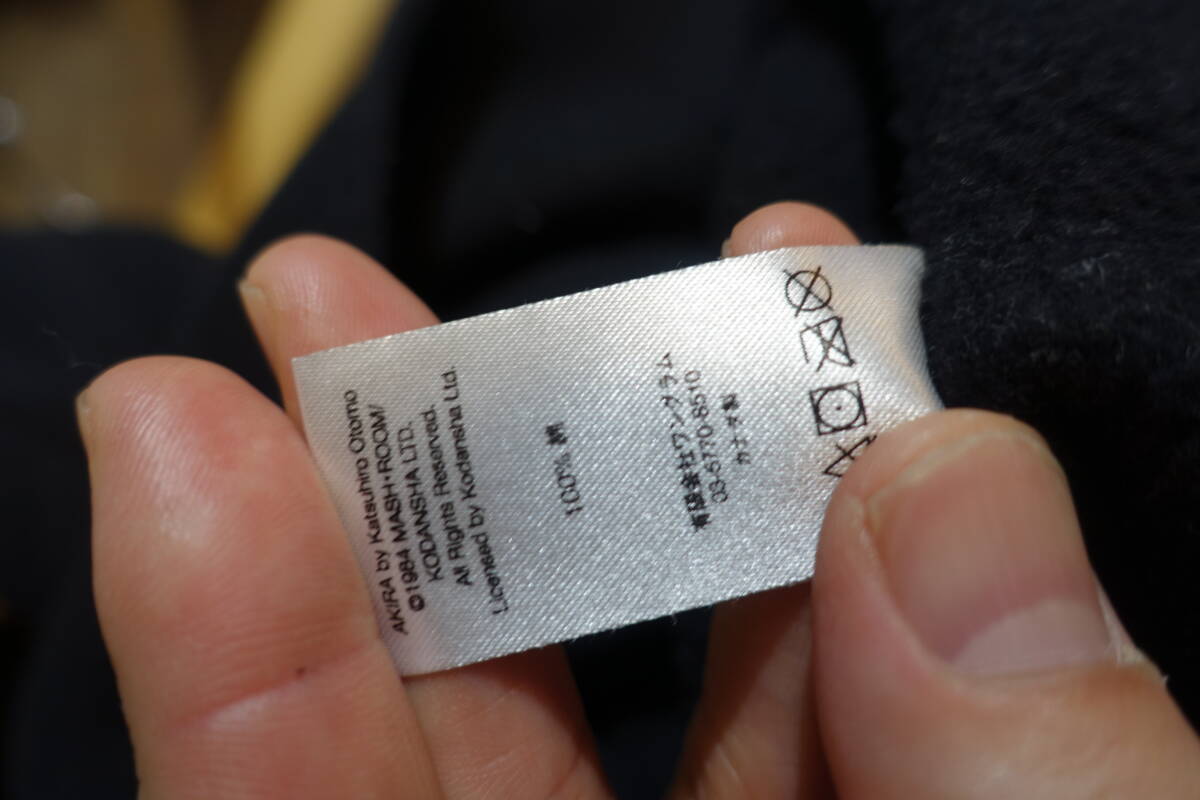 AKIRA by Katsuhiro Otomo
©1984 MASH•ROOM/
KODANSHA LTD.
All Rights Reserved.
Licensed by Kodansha Ltd.
100% 綿
有限会社ワングラム
03-5770-8510
カナダ製